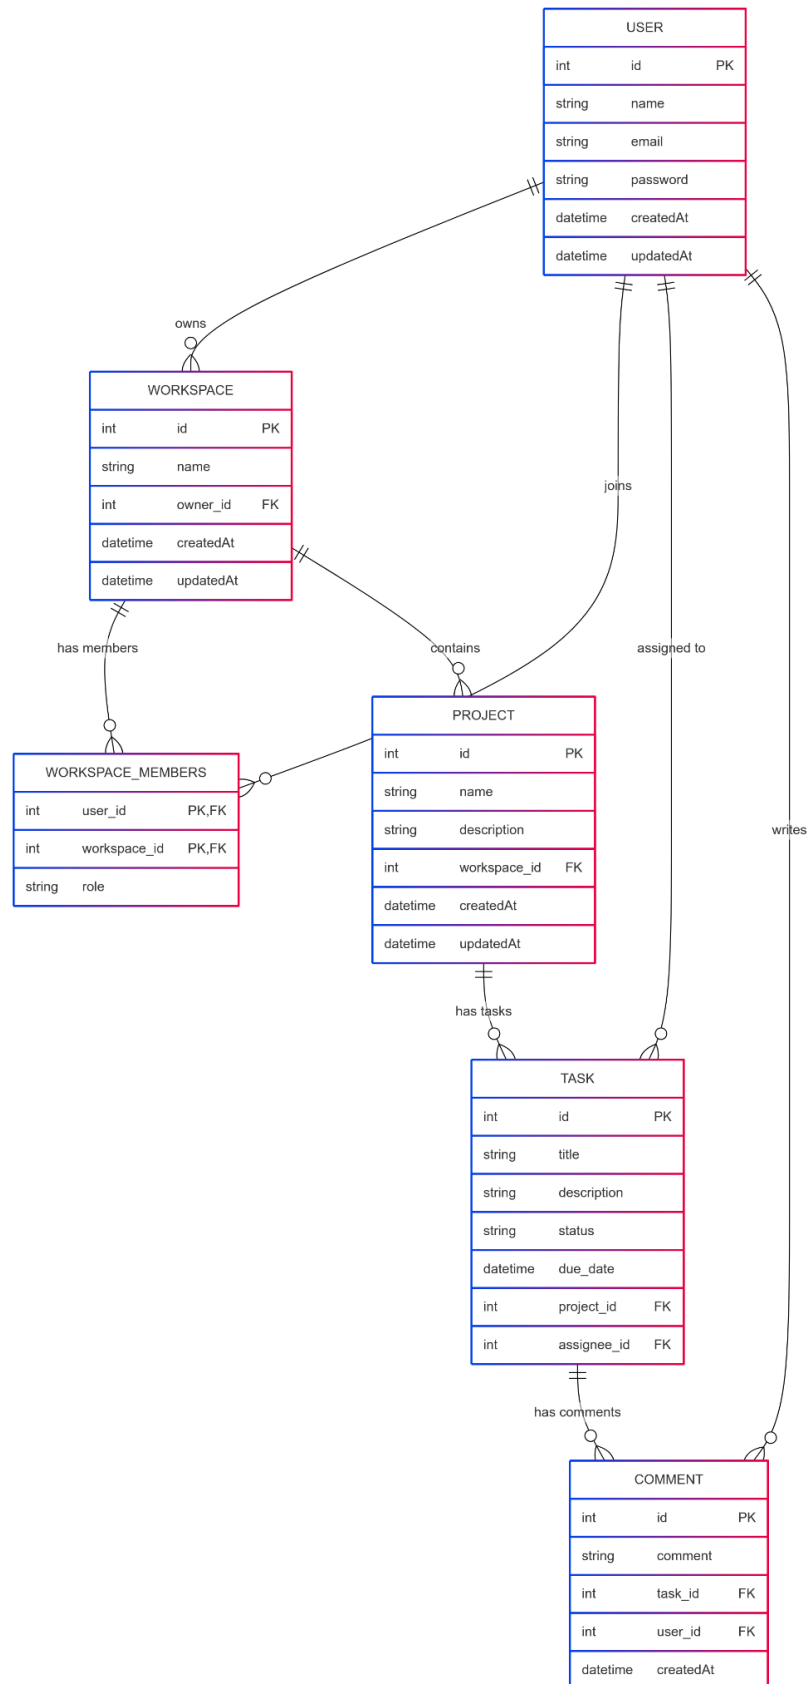 USER
int id PK
string name
string email
string password
datetime createdAt
datetime updatedAt
owns
WORKSPACE
int id PK
string name
int owner_id FK
datetime createdAt
datetime updatedAt
joins
has members
contains
assigned to
PROJECT
int id PK
string name
string description
int workspace_id FK
datetime createdAt
datetime updatedAt
WORKSPACE_MEMBERS
int user_id PK,FK
int workspace_id PK,FK
string role
writes
has tasks
TASK
int id PK
string title
string description
string status
datetime due_date
int project_id FK
int assignee_id FK
has comments
COMMENT
int id PK
string comment
int task_id FK
int user_id FK
datetime createdAt